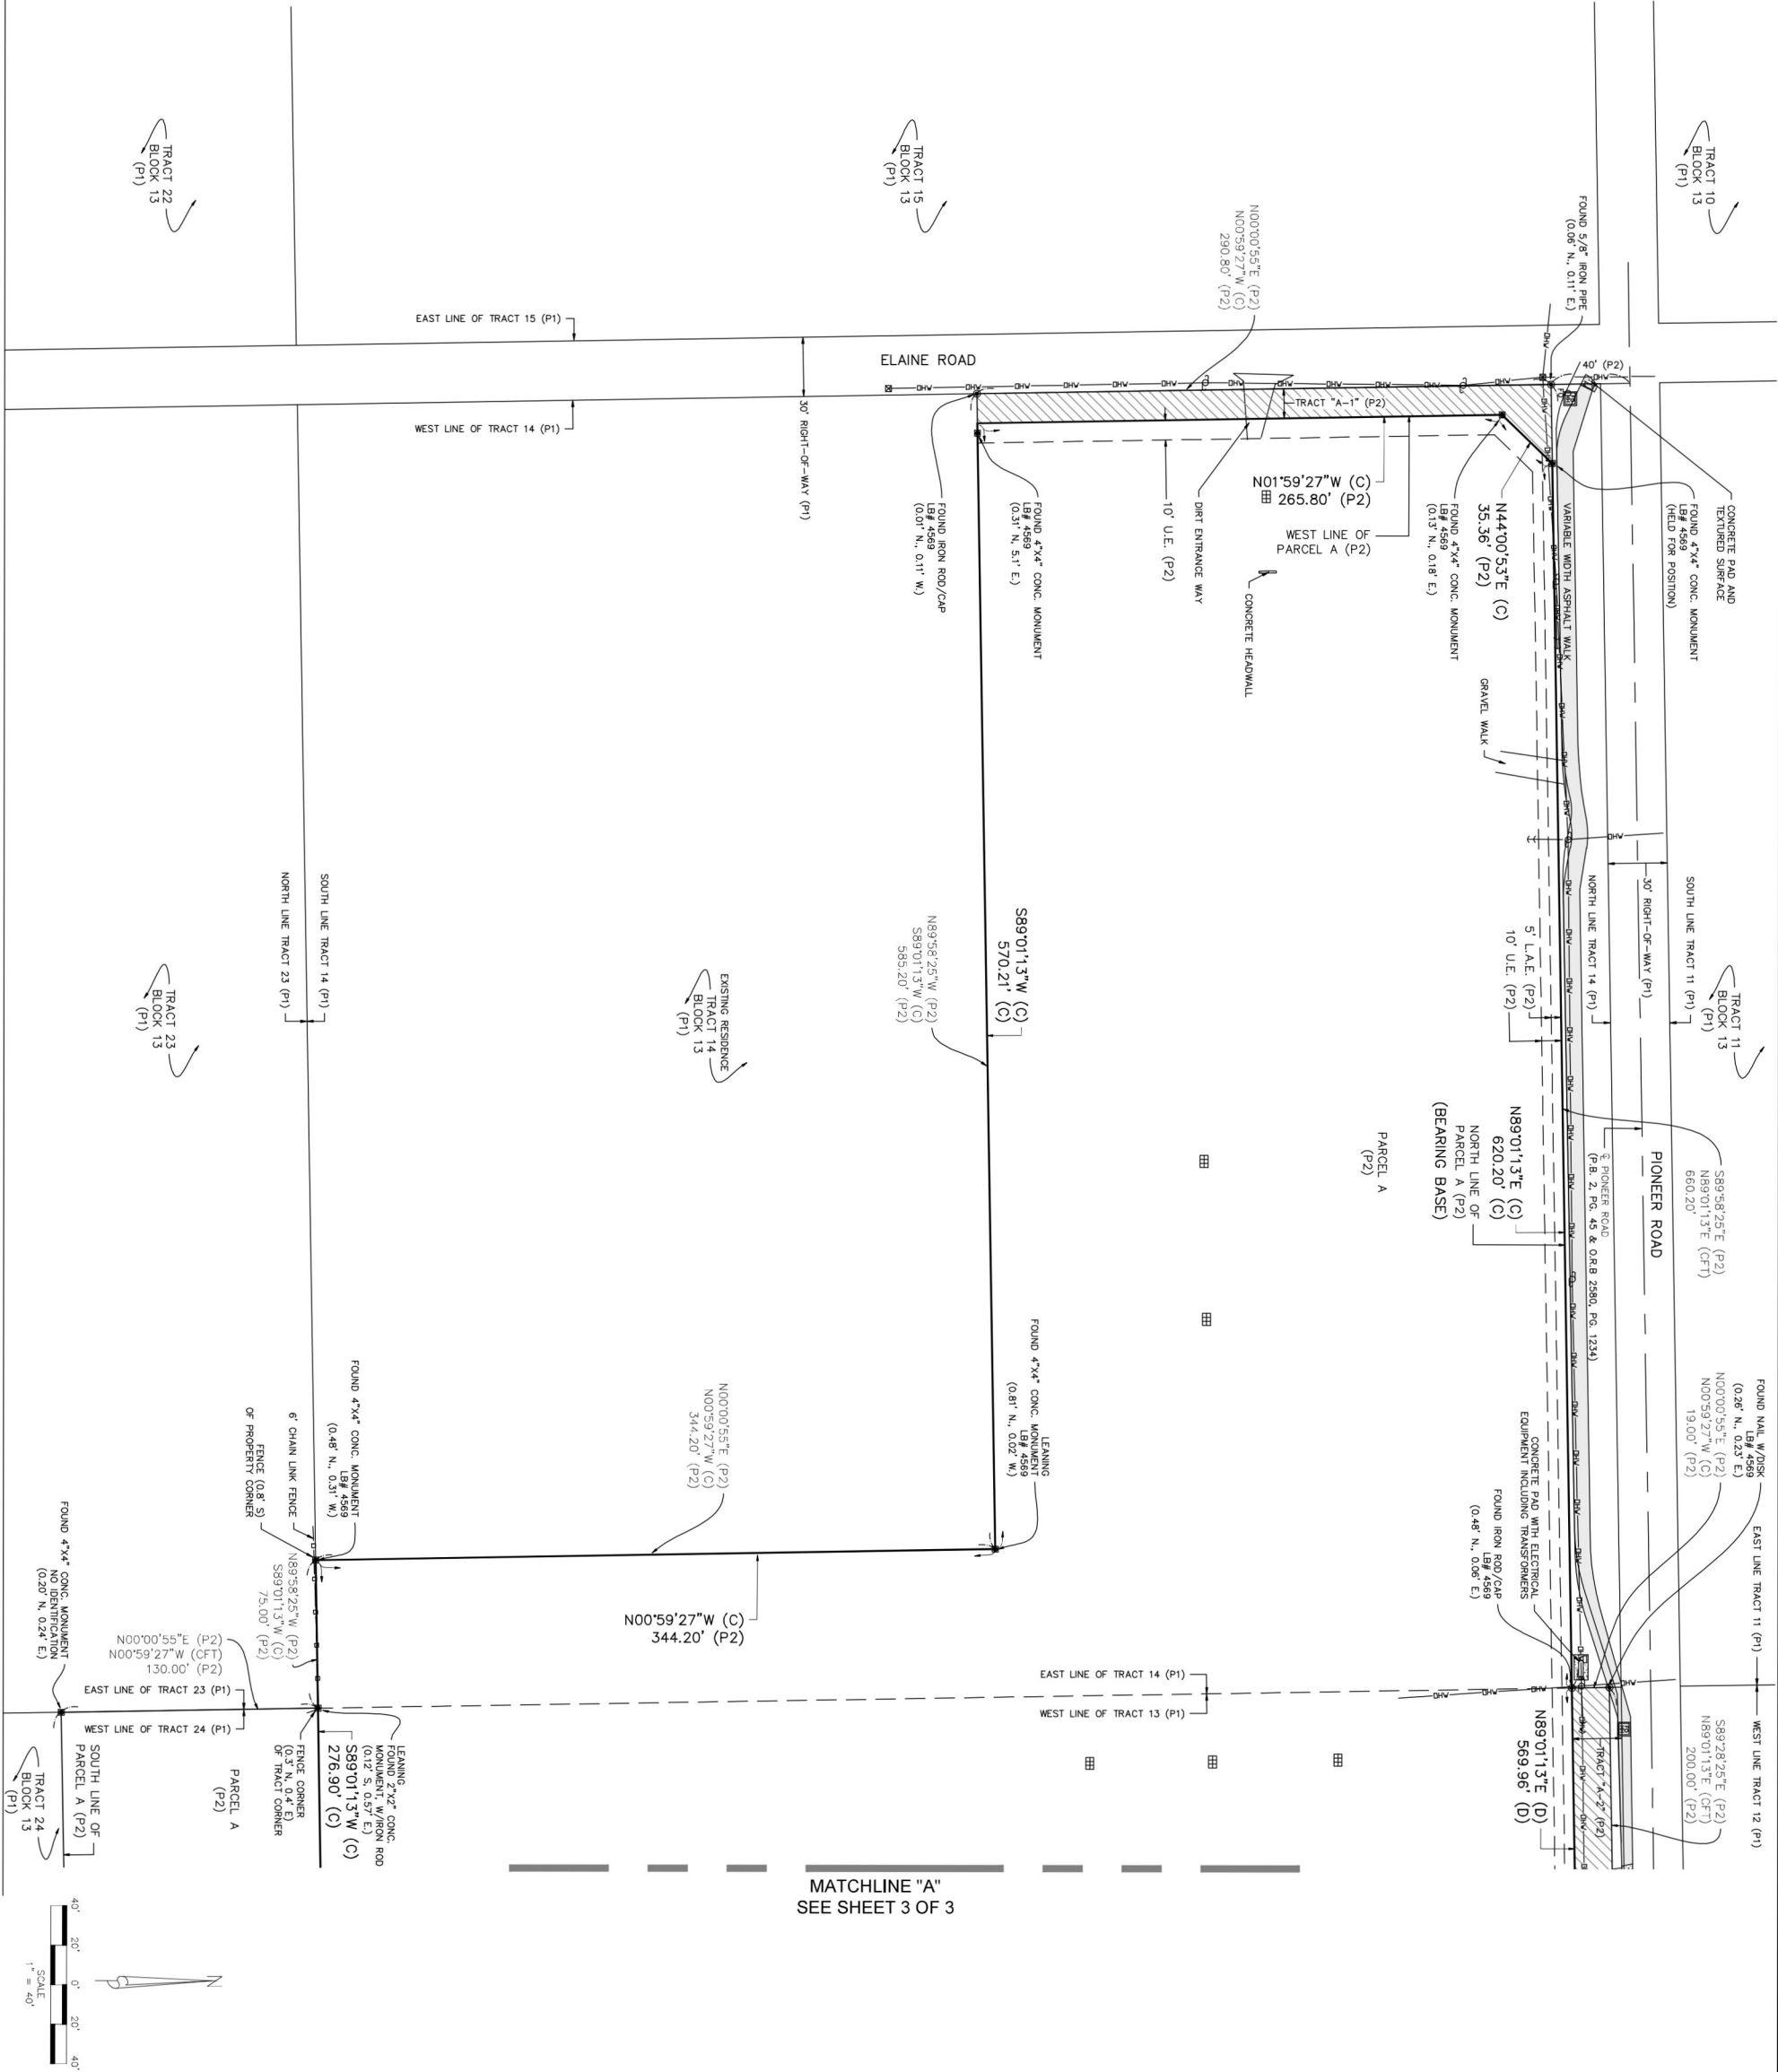 TRACT 10
BLOCK 13
(P1)
TRACT 15
BLOCK 13
(P1)
TRACT 22
BLOCK 13
(P1)
CONCRETE PAD AND
TEXTURED SURFACE
FOUND 4"X4" CONC. MONUMENT
LB# 4569
(HELD FOR POSITION)
FOUND 5/8" IRON PIPE
(0.06' N., 0.11' E.)
40' (P2)
N00°00'55"E (P2)
N00°59'27"W (C)
290.80' (P2)
EAST LINE OF TRACT 15 (P1)
ELAINE ROAD
WEST LINE OF TRACT 14 (P1)
30' RIGHT-OF-WAY (P1)
TRACT "A-1" (P2)
N01°59'27"W (C)
265.80' (P2)
WEST LINE OF
PARCEL A (P2)
N44°00'53"E (C)
35.36' (P2)
FOUND 4"X4" CONC. MONUMENT
LB# 4569
(0.13' N., 0.18' E.)
DIRT ENTRANCE WAY
10' U.E. (P2)
CONCRETE HEADWALL
FOUND 4"X4" CONC. MONUMENT
LB# 4569
(0.31' N, 5.1' E.)
FOUND IRON ROD/CAP
LB# 4569
(0.01' N., 0.11' W.)
VARIABLE WIDTH ASPHALT WALK
GRAVEL WALK
SOUTH LINE TRACT 11 (P1)
30' RIGHT-OF-WAY (P1)
NORTH LINE TRACT 14 (P1)
5' L.A.E. (P2)
10' U.E. (P2)
TRACT 11
BLOCK 13
(P1)
S89°01'13"W (C)
570.21' (C)
N89°58'25"W (P2)
S89°01'13"W (C)
585.20' (P2)
SOUTH LINE TRACT 14 (P1)
NORTH LINE TRACT 23 (P1)
EXISTING RESIDENCE
TRACT 14
BLOCK 13
(P1)
TRACT 23
BLOCK 13
(P1)
S89°58'25"E (P2)
N89°01'13"E (CFT)
660.20'
PIONEER ROAD
℄ PIONEER ROAD
(P.B. 2, PG. 45 & O.R.B 2580, PG. 1234)
N89°01'13"E (C)
620.20' (C)
NORTH LINE OF
PARCEL A (P2)
(BEARING BASE)
PARCEL A
(P2)
FOUND NAIL W/DISK
LB# 4569
(0.26' N., 0.23' E.)
N00°00'55"E (P2)
N00°59'27"W (C)
19.00' (P2)
CONCRETE PAD WITH ELECTRICAL
EQUIPMENT INCLUDING TRANSFORMERS
FOUND IRON ROD/CAP
LB# 4569
(0.48' N., 0.06' E.)
LEANING
FOUND 4"X4" CONC. MONUMENT
LB# 4569
(0.81' N., 0.02' W.)
N00°00'55"E (P2)
N00°59'27"W (C)
344.20' (P2)
FOUND 4"X4" CONC. MONUMENT
LB# 4569
(0.48' N., 0.31' W.)
6' CHAIN LINK FENCE
FENCE (0.8' S)
OF PROPERTY CORNER
N89°58'25"W (P2)
S89°01'13"W (C)
75.00' (P2)
FOUND 4"X4" CONC. MONUMENT
NO IDENTIFICATION
(0.20' N, 0.24' E.)
N00°59'27"W (C)
344.20' (P2)
N00°00'55"E (P2)
N00°59'27"W (CFT)
130.00' (P2)
EAST LINE OF TRACT 23 (P1)
WEST LINE OF TRACT 24 (P1)
EAST LINE OF TRACT 14 (P1)
WEST LINE OF TRACT 13 (P1)
EAST LINE TRACT 11 (P1)
WEST LINE TRACT 12 (P1)
S89°28'25"E (P2)
N89°01'13"E (CFT)
200.00' (P2)
TRACT "A-2" (P2)
N89°01'13"E (D)
569.96' (D)
LEANING
FOUND 2"X2" CONC.
MONUMENT, W/IRON ROD
(0.12' S, 0.57' E.)
S89°01'13"W (C)
276.90' (C)
FENCE CORNER
(0.3' N, 0.4' E)
OF TRACT CORNER
PARCEL A
(P2)
SOUTH LINE OF
PARCEL A (P2)
TRACT 24
BLOCK 13
(P1)
MATCHLINE "A"
SEE SHEET 3 OF 3
N
40' 20' 0' 20' 40'
SCALE
1" = 40'